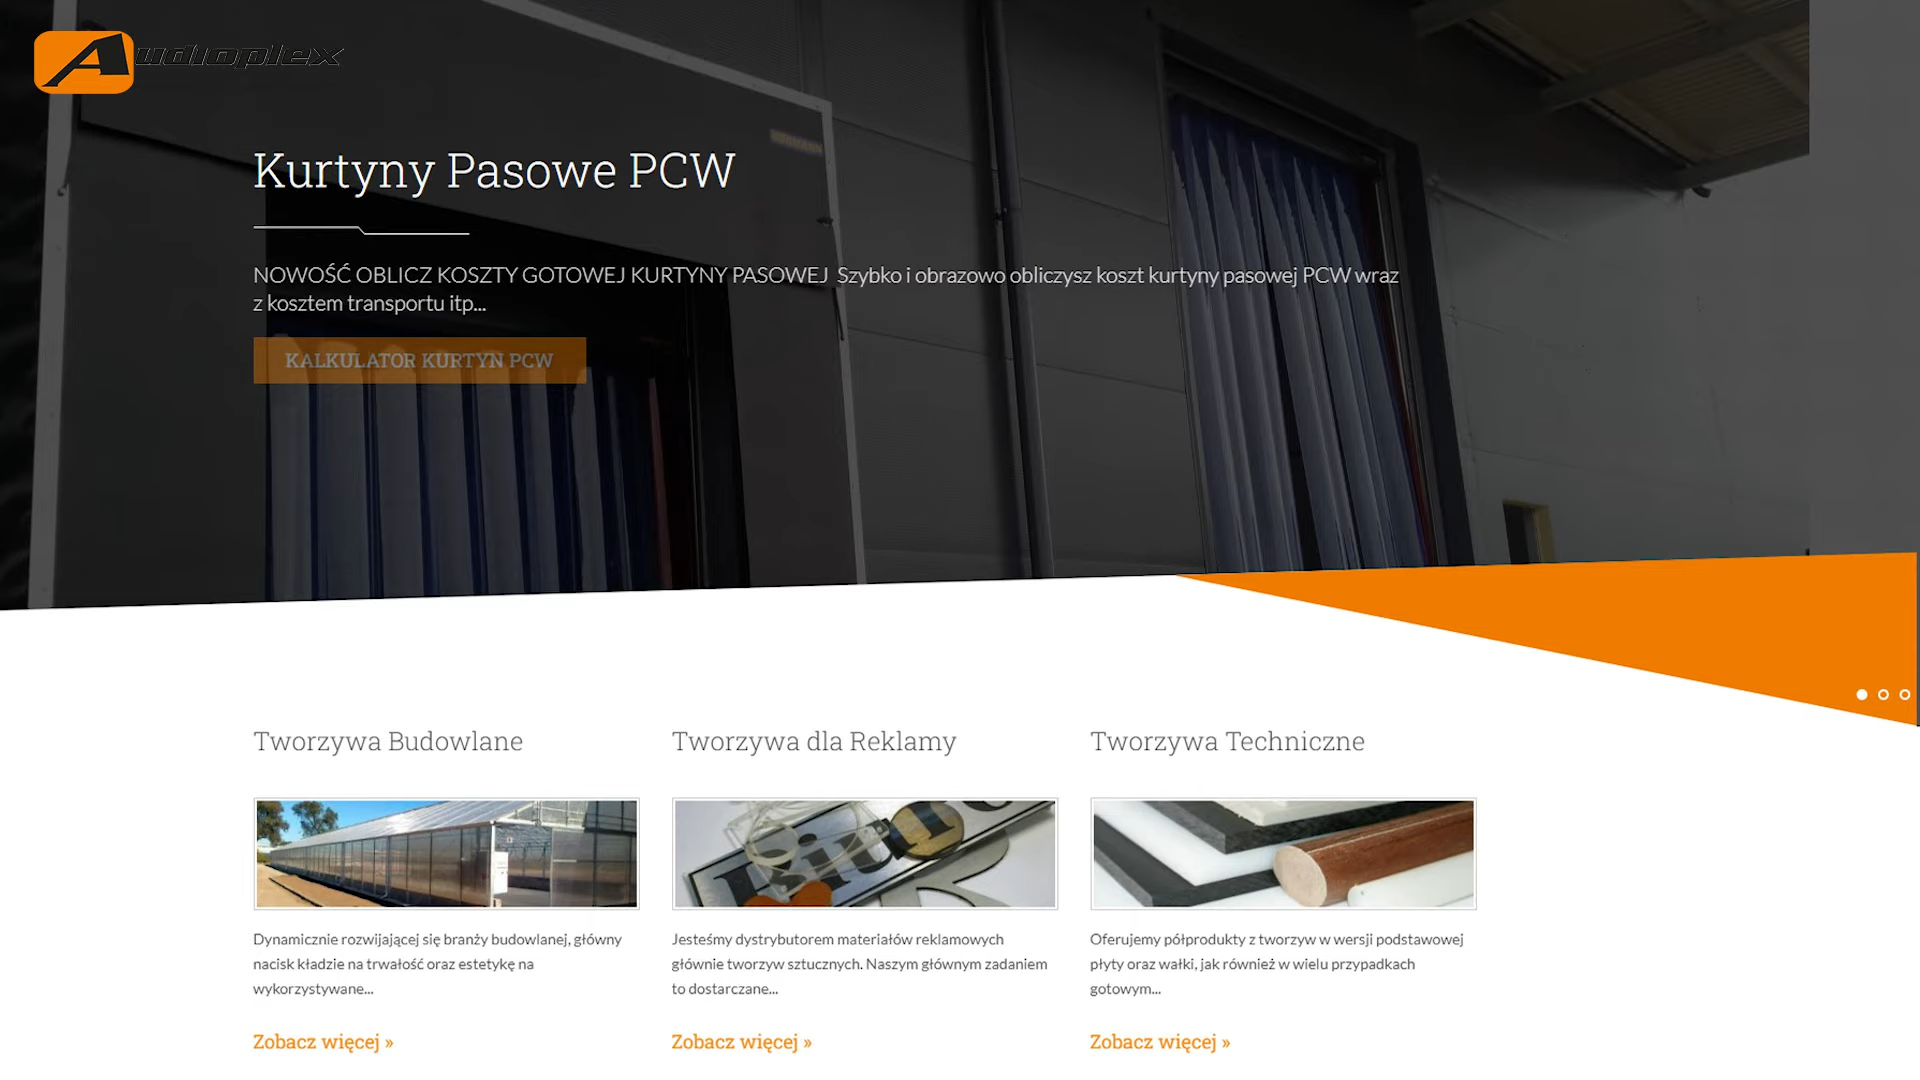 Audioplex
Kurtyny Pasowe PCW
NOWOŚĆ OBLICZ KOSZTY GOTOWEJ KURTYNY PASOWEJ Szybko i obrazowo obliczysz koszt kurtyny pasowej PCW wraz
z kosztem transportu itp...
KALKULATOR KURTYN PCW
Tworzywa Budowlane
Tworzywa dla Reklamy
Tworzywa Techniczne
Dynamicznie rozwijającej się branży budowlanej, główny
nacisk kładzie na trwałość oraz estetykę na
wykorzystywane...
Zobacz więcej »
Jesteśmy dystrybutorem materiałów reklamowych
głównie tworzyw sztucznych. Naszym głównym zadaniem
to dostarczane...
Zobacz więcej »
Oferujemy półprodukty z tworzyw w wersji podstawowej
płyty oraz wałki, jak również w wielu przypadkach
gotowym...
Zobacz więcej »